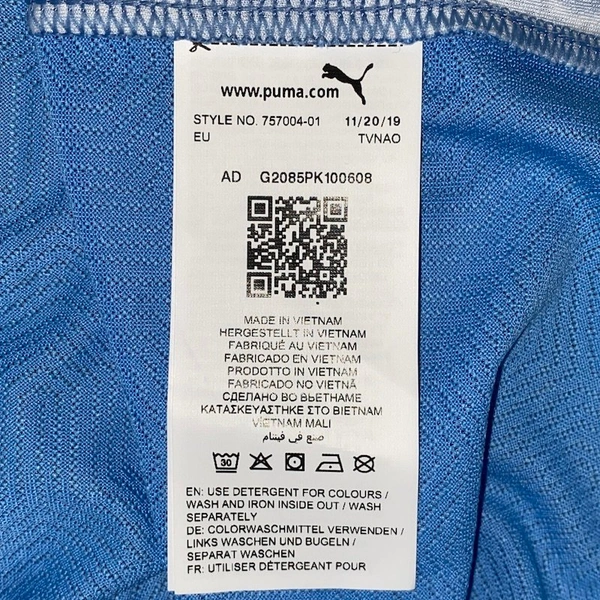 www.puma.com
STYLE NO. 757004-01 11/20/19
EU TVNAO
AD G2085PK100608
MADE IN VIETNAM
HERGESTELLT IN VIETNAM
FABRIQUÉ AU VIETNAM
FABRICADO EN VIETNAM
PRODOTTO IN VIETNAM
FABRICADO NO VIETNÃ
СДЕЛАНО ВО ВЬЕТНАМЕ
ΚΑΤΑΣΚΕΥΑΣΤΗΚΕ ΣΤΟ ΒΙΕΤΝΑΜ
VİETNAM MALI
صنع في فيتنام
30
EN: USE DETERGENT FOR COLOURS /
WASH AND IRON INSIDE OUT / WASH
SEPARATELY
DE: COLORWASCHMITTEL VERWENDEN /
LINKS WASCHEN UND BUGELN /
SEPARAT WASCHEN
FR: UTILISER DÉTERGENT POUR